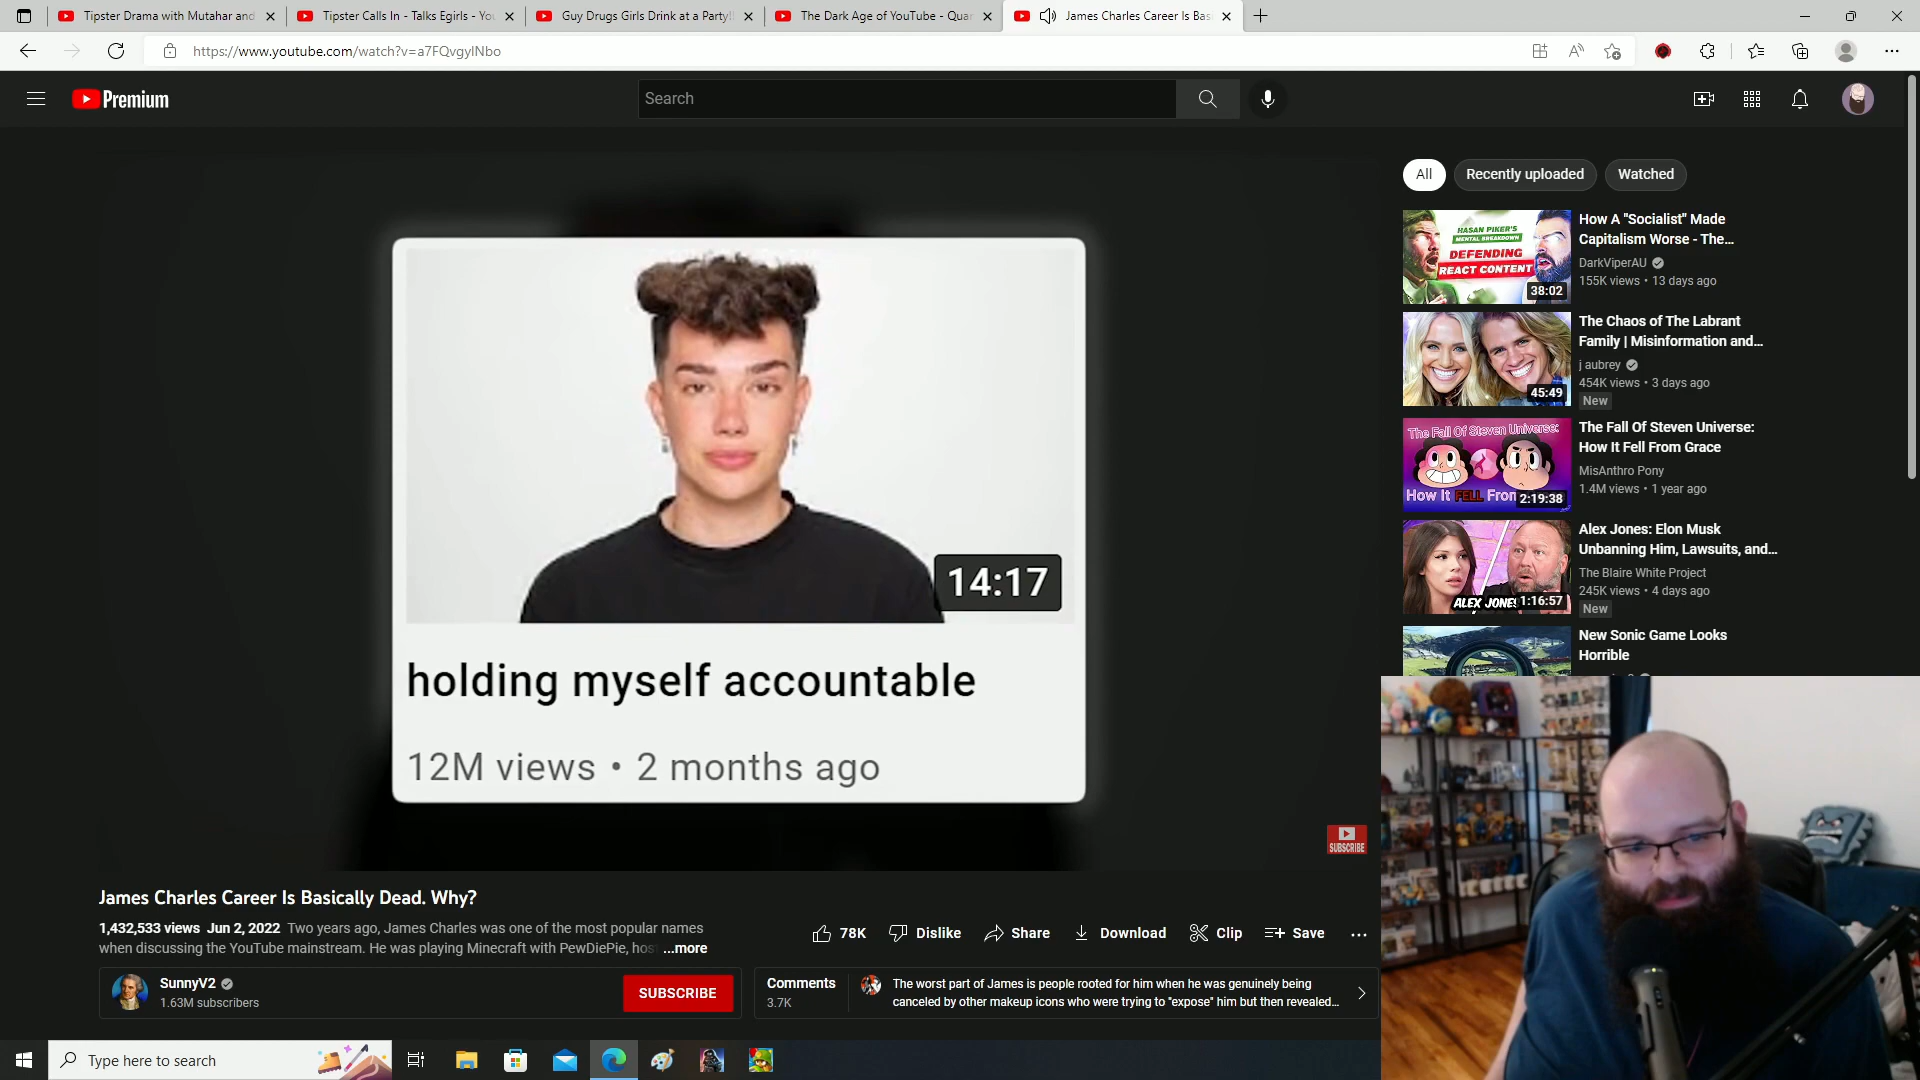 Tipster Drama with Mutahar and
Tipster Calls In - Talks Egirls - You
Guy Drugs Girls Drink at a Party!
The Dark Age of YouTube - Quar
James Charles Career Is Bas
https://www.youtube.com/watch?v=a7FQvgyINbo
Premium
Search
All
Recently uploaded
Watched
HASAN PIKER'S
MENTAL BREAKDOWN
DEFENDING
REACT CONTENT
38:02
How A "Socialist" Made
Capitalism Worse - The...
DarkViperAU
155K views • 13 days ago
45:49
The Chaos of The Labrant
Family | Misinformation and...
j aubrey
454K views • 3 days ago
New
The Fall Of Steven Universe:
How It FELL From
2:19:38
The Fall Of Steven Universe:
How It Fell From Grace
MisAnthro Pony
1.4M views • 1 year ago
ALEX JONES
1:16:57
Alex Jones: Elon Musk
Unbanning Him, Lawsuits, and...
The Blaire White Project
245K views • 4 days ago
New
New Sonic Game Looks
Horrible
14:17
holding myself accountable
12M views • 2 months ago
SUBSCRIBE
James Charles Career Is Basically Dead. Why?
1,432,533 views Jun 2, 2022 Two years ago, James Charles was one of the most popular names
when discussing the YouTube mainstream. He was playing Minecraft with PewDiePie, hos ...more
78K
Dislike
Share
Download
Clip
Save
SunnyV2
1.63M subscribers
SUBSCRIBE
Comments
3.7K
The worst part of James is people rooted for him when he was genuinely being
canceled by other makeup icons who were trying to "expose" him but then revealed...
Type here to search